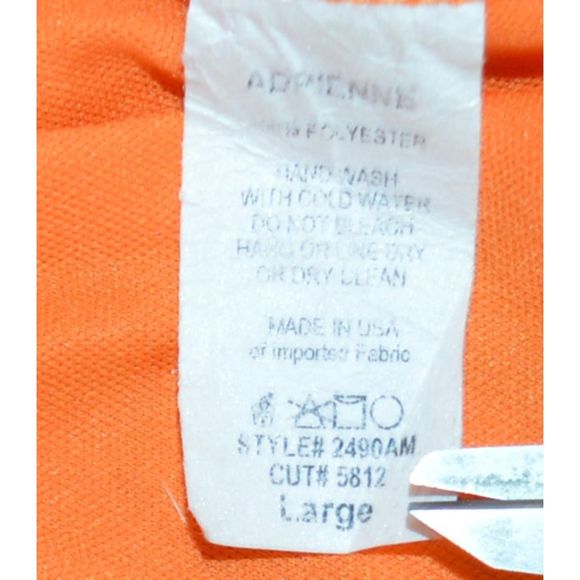 ADRIENNE
100% POLYESTER
HAND WASH
WITH COLD WATER
DO NOT BLEACH
HANG OR LINE DRY
OR DRY CLEAN
MADE IN USA
of Imported Fabric
STYLE# 2490AM
CUT# 5812
Large